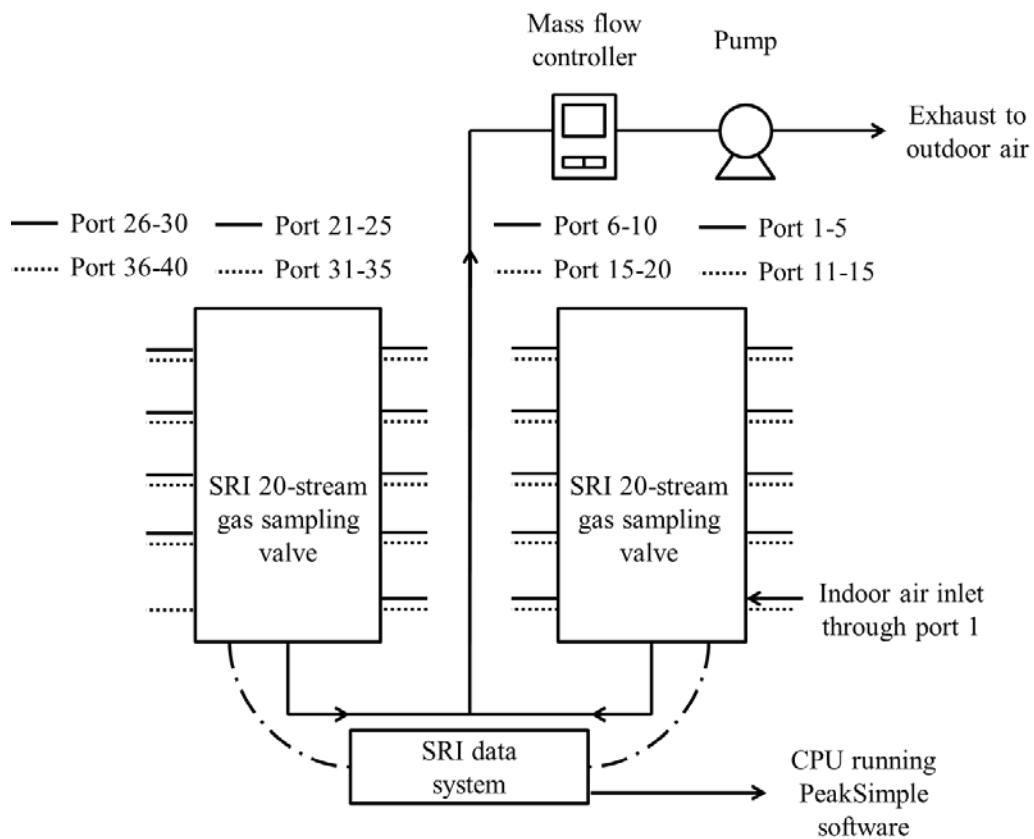 Mass flow
controller
Pump
Exhaust to
outdoor air
Port 26-30
Port 21-25
Port 6-10
Port 1-5
Port 36-40
Port 31-35
Port 15-20
Port 11-15
SRI 20-stream
gas sampling
valve
SRI 20-stream
gas sampling
valve
Indoor air inlet
through port 1
SRI data
system
CPU running
PeakSimple
software